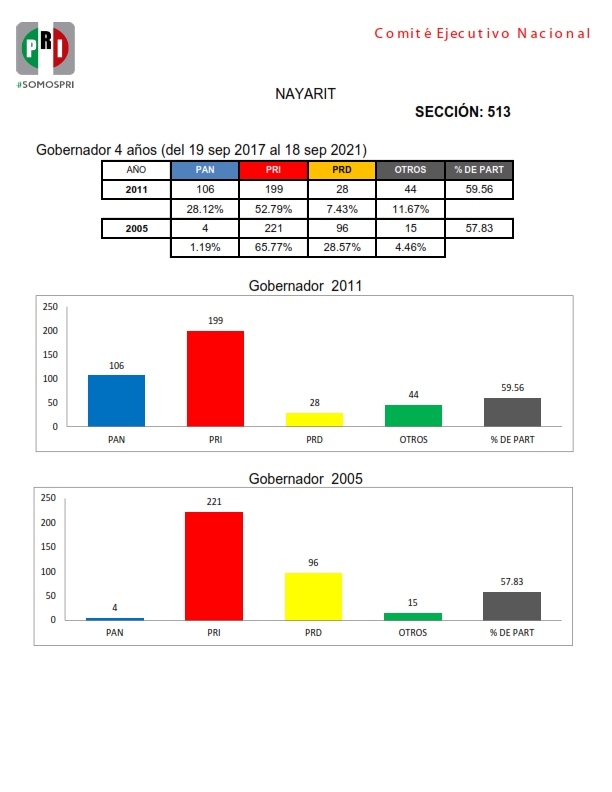 Comité Ejecutivo Nacional
PRI
#SOMOSPRI
NAYARIT
SECCIÓN: 513
Gobernador 4 años (del 19 sep 2017 al 18 sep 2021)
AÑO PAN PRI PRD OTROS % DE PART
2011 106 199 28 44 59.56
28.12% 52.79% 7.43% 11.67%
2005 4 221 96 15 57.83
1.19% 65.77% 28.57% 4.46%
Gobernador 2011
250
200
150
100
50
0
106
199
28
44
59.56
PAN PRI PRD OTROS % DE PART
Gobernador 2005
250
200
150
100
50
0
4
221
96
15
57.83
PAN PRI PRD OTROS % DE PART